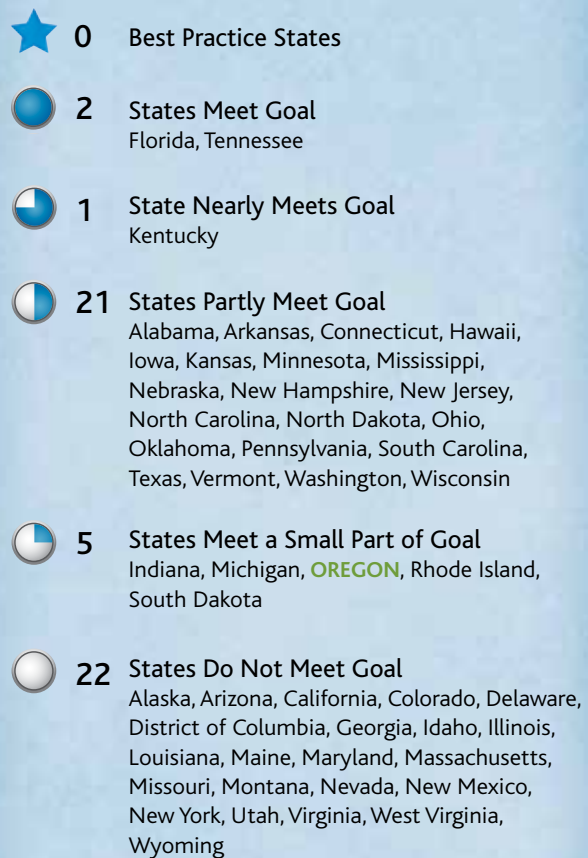 0 Best Practice States
2 States Meet Goal
Florida, Tennessee
1 State Nearly Meets Goal
Kentucky
21 States Partly Meet Goal
Alabama, Arkansas, Connecticut, Hawaii,
Iowa, Kansas, Minnesota, Mississippi,
Nebraska, New Hampshire, New Jersey,
North Carolina, North Dakota, Ohio,
Oklahoma, Pennsylvania, South Carolina,
Texas, Vermont, Washington, Wisconsin
5 States Meet a Small Part of Goal
Indiana, Michigan, OREGON, Rhode Island,
South Dakota
22 States Do Not Meet Goal
Alaska, Arizona, California, Colorado, Delaware,
District of Columbia, Georgia, Idaho, Illinois,
Louisiana, Maine, Maryland, Massachusetts,
Missouri, Montana, Nevada, New Mexico,
New York, Utah, Virginia, West Virginia,
Wyoming